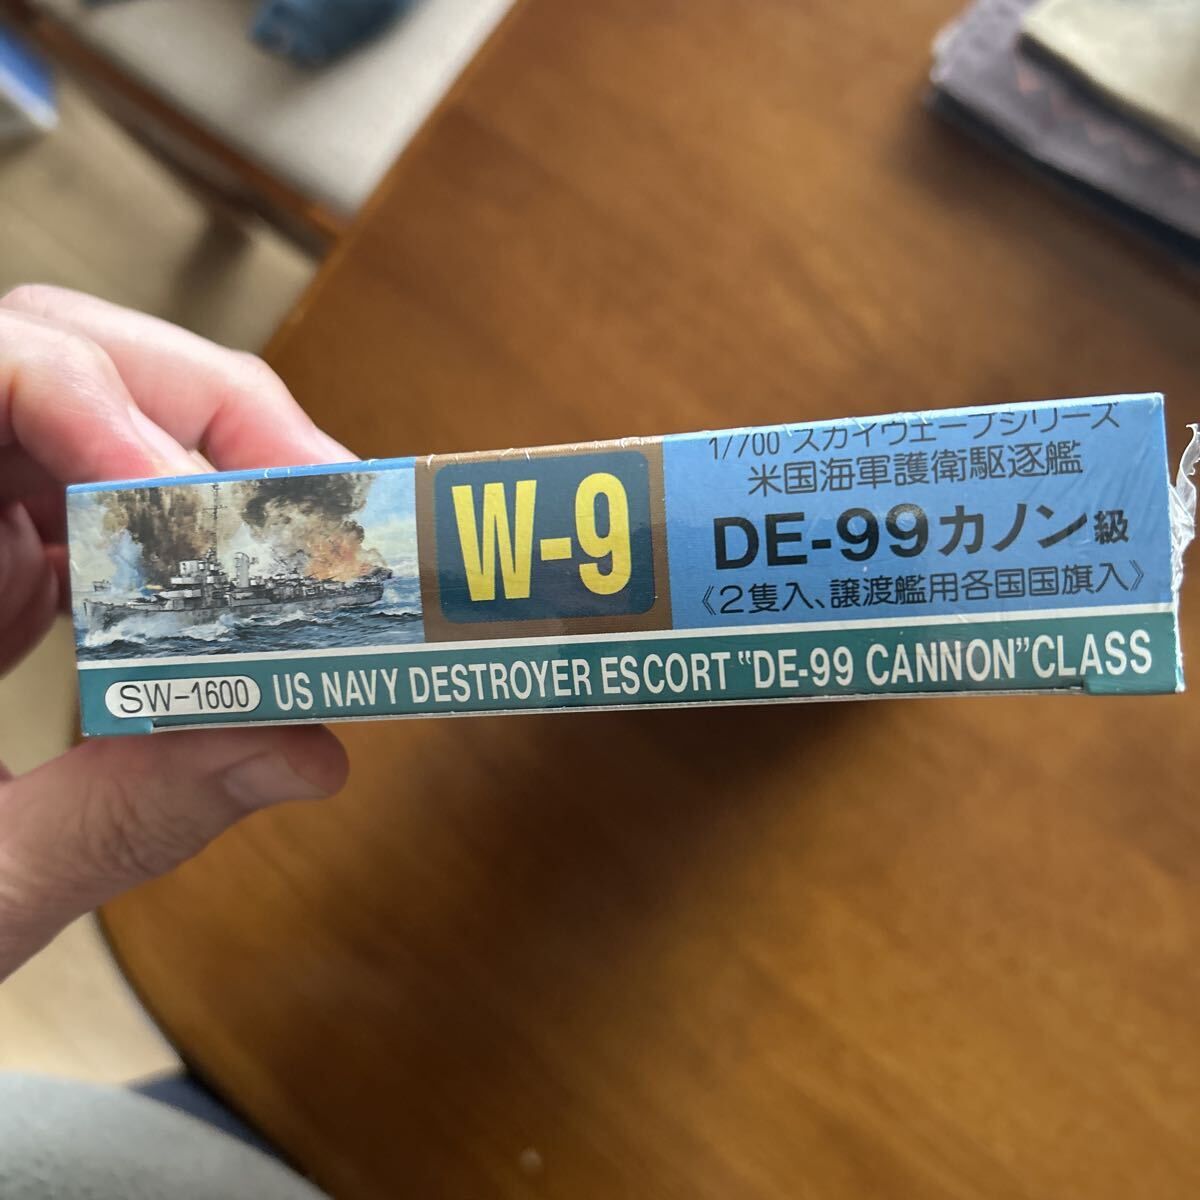 W-9
1/700 スカイウェーブシリーズ
米国海軍護衛駆逐艦
DE-99カノン級
《2隻入、譲渡艦用各国国旗入》
SW-1600 US NAVY DESTROYER ESCORT "DE-99 CANNON" CLASS